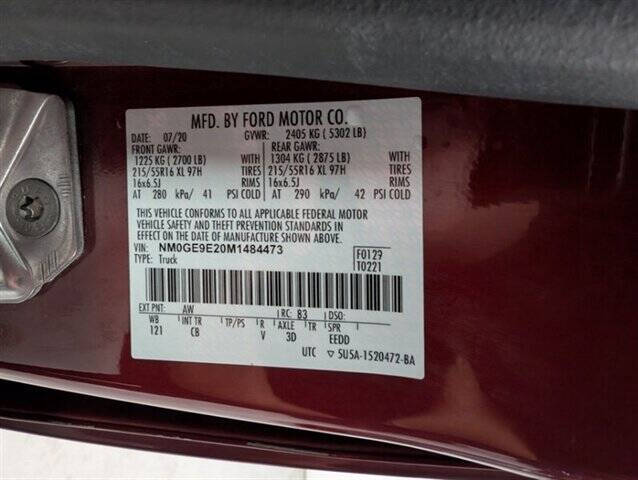 MFD. BY FORD MOTOR CO.
DATE: 07/20 GVWR: 2405 KG ( 5302 LB)
FRONT GAWR: REAR GAWR:
1225 KG ( 2700 LB) WITH 1304 KG ( 2875 LB) WITH
215/55R16 XL 97H TIRES 215/55R16 XL 97H TIRES
16x6.5J RIMS 16x6.5J RIMS
AT 280 kPa/ 41 PSI COLD AT 290 kPa/ 42 PSI COLD
THIS VEHICLE CONFORMS TO ALL APPLICABLE FEDERAL MOTOR
VEHICLE SAFETY AND THEFT PREVENTION STANDARDS IN
EFFECT ON THE DATE OF MANUFACTURE SHOWN ABOVE.
VIN: NM0GE9E20M1484473 F0129
TYPE: Truck T0221
EXT PNT: AW RC: B3 DSO:
WB INT TR TP/PS R AXLE TR SPR
121 CB V 3D EEDD
UTC ▽ 5U5A-1520472-BA